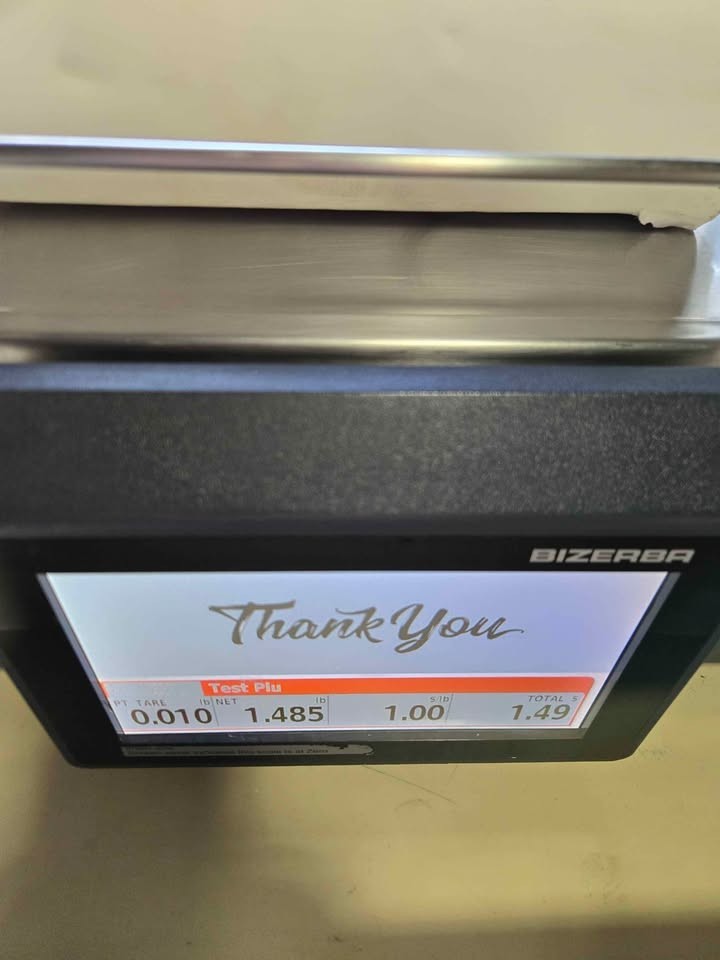 BIZERBA
Thank You
Test Plu
PT TARE lb NET lb $/lb TOTAL $
0.010 1.485 1.00 1.49